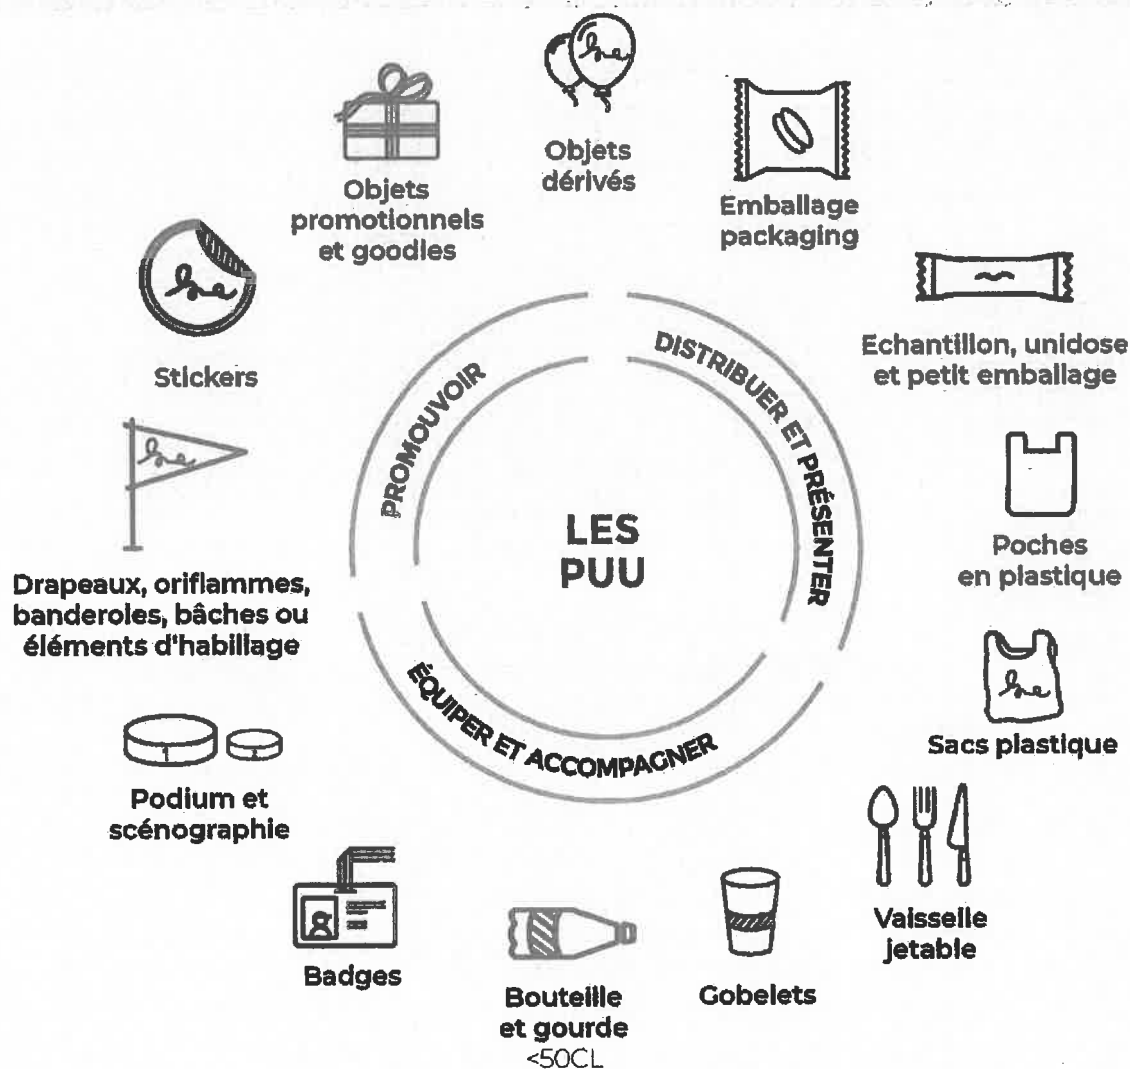 Objets
dérivés
Objets
promotionnels
et goodies
Emballage
packaging
Stickers
Echantillon, unidose
et petit emballage
PROMOUVOIR
DISTRIBUER ET PRÉSENTER
LES
PUU
Poches
en plastique
Drapeaux, oriflammes,
banderoles, bâches ou
éléments d'habillage
ÉQUIPER ET ACCOMPAGNER
Sacs plastique
1
2
Podium et
scénographie
Vaisselle
jetable
Badges
Bouteille
et gourde
<50CL
Gobelets